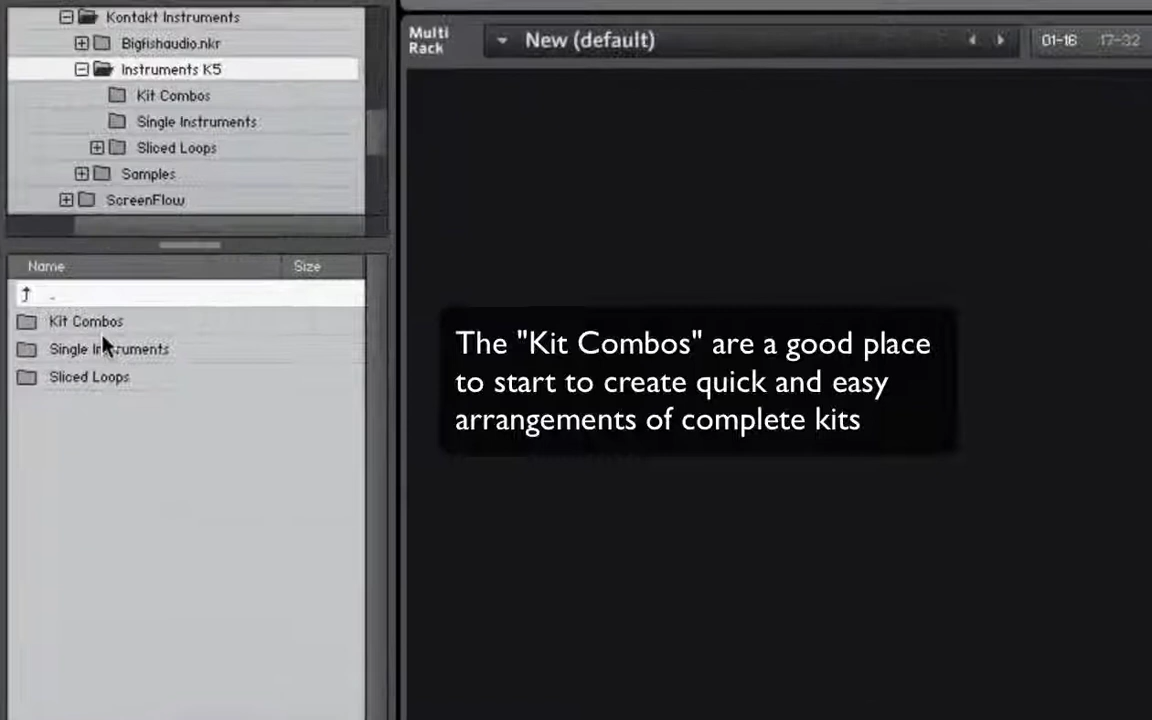 Kontakt Instruments
Bigfishaudio.nkr
Instruments K5
Kit Combos
Single Instruments
Sliced Loops
Samples
ScreenFlow
Name
Size
..
Kit Combos
Single Instruments
Sliced Loops
Multi
Rack
New (default)
01-16
17-32
The "Kit Combos" are a good place
to start to create quick and easy
arrangements of complete kits